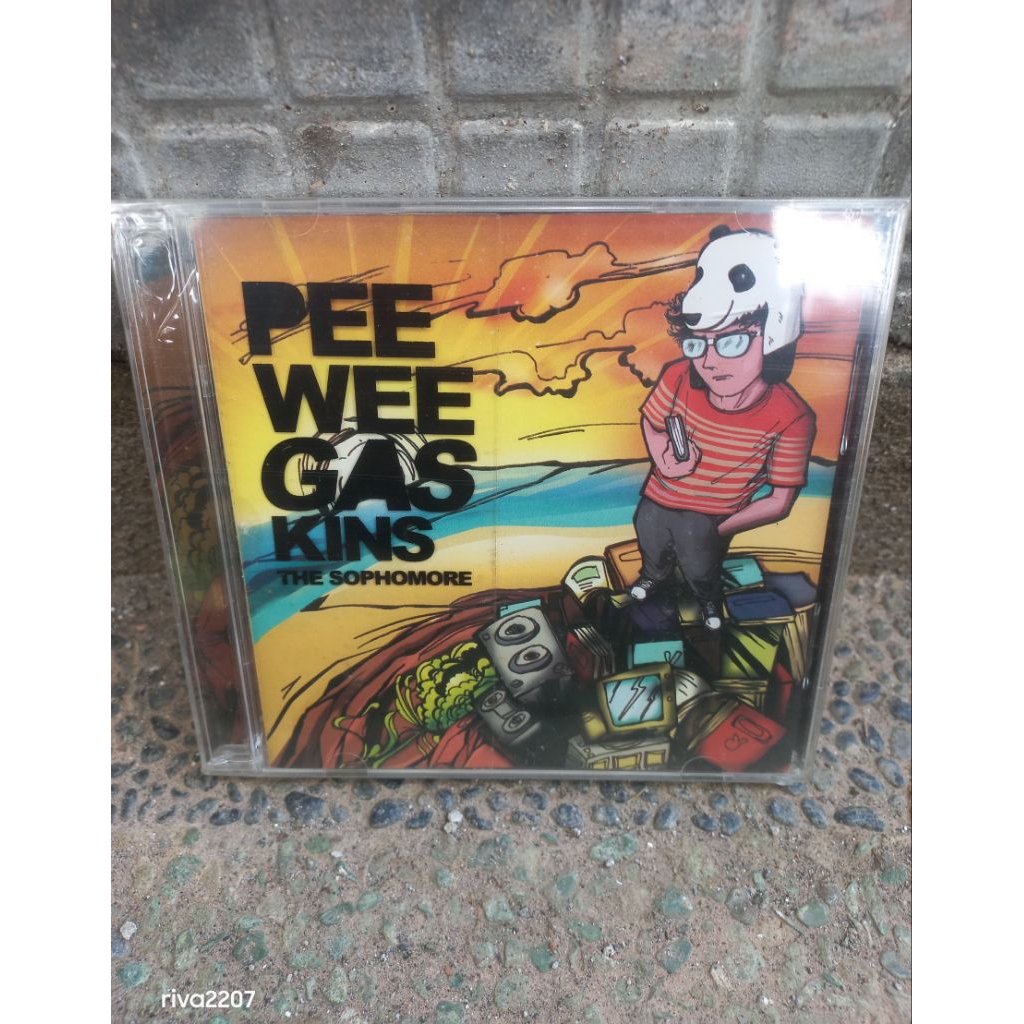 PEE
WEE
GAS
KINS
THE SOPHOMORE
riva2207